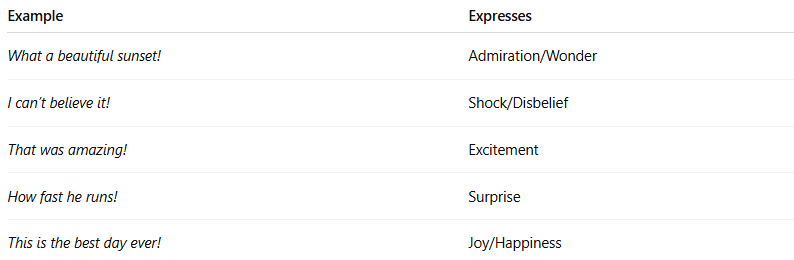 Example Expresses
What a beautiful sunset! Admiration/Wonder
I can't believe it! Shock/Disbelief
That was amazing! Excitement
How fast he runs! Surprise
This is the best day ever! Joy/Happiness